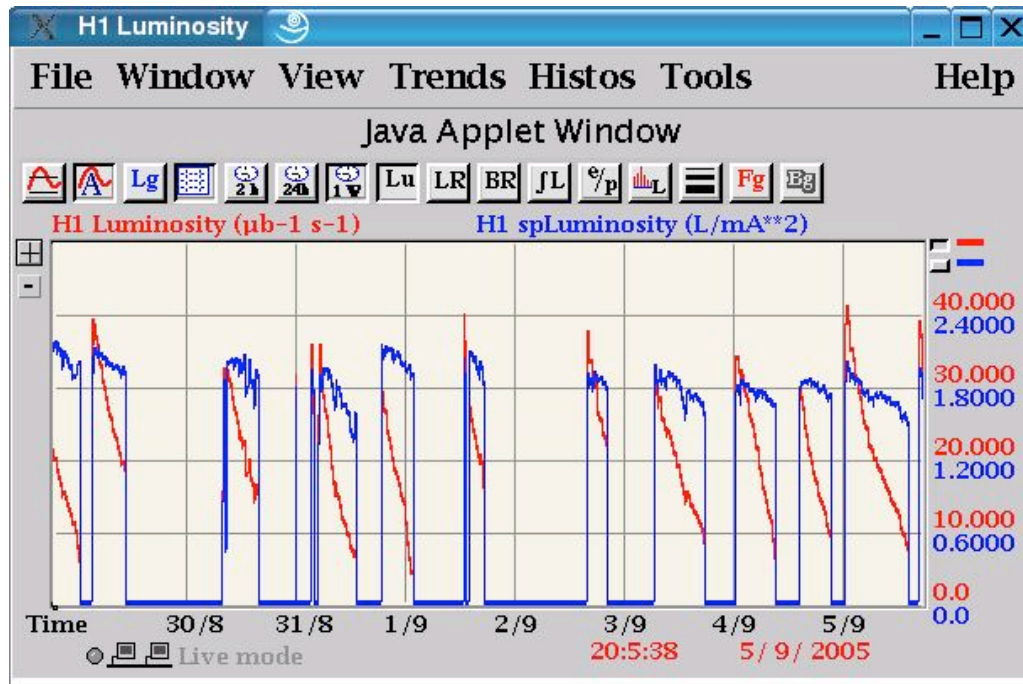 H1 Luminosity
File Window View Trends Histos Tools Help
Java Applet Window
A Lg 2h 24h 1w Lu LR BR ∫L e/p L Fg Bg
H1 Luminosity (µb-1 s-1) H1 spLuminosity (L/mA**2)
+
-
40.000
2.4000
30.000
1.8000
20.000
1.2000
10.000
0.6000
0.0
0.0
Time 30/8 31/8 1/9 2/9 3/9 4/9 5/9
Live mode 20:5:38 5/ 9/ 2005